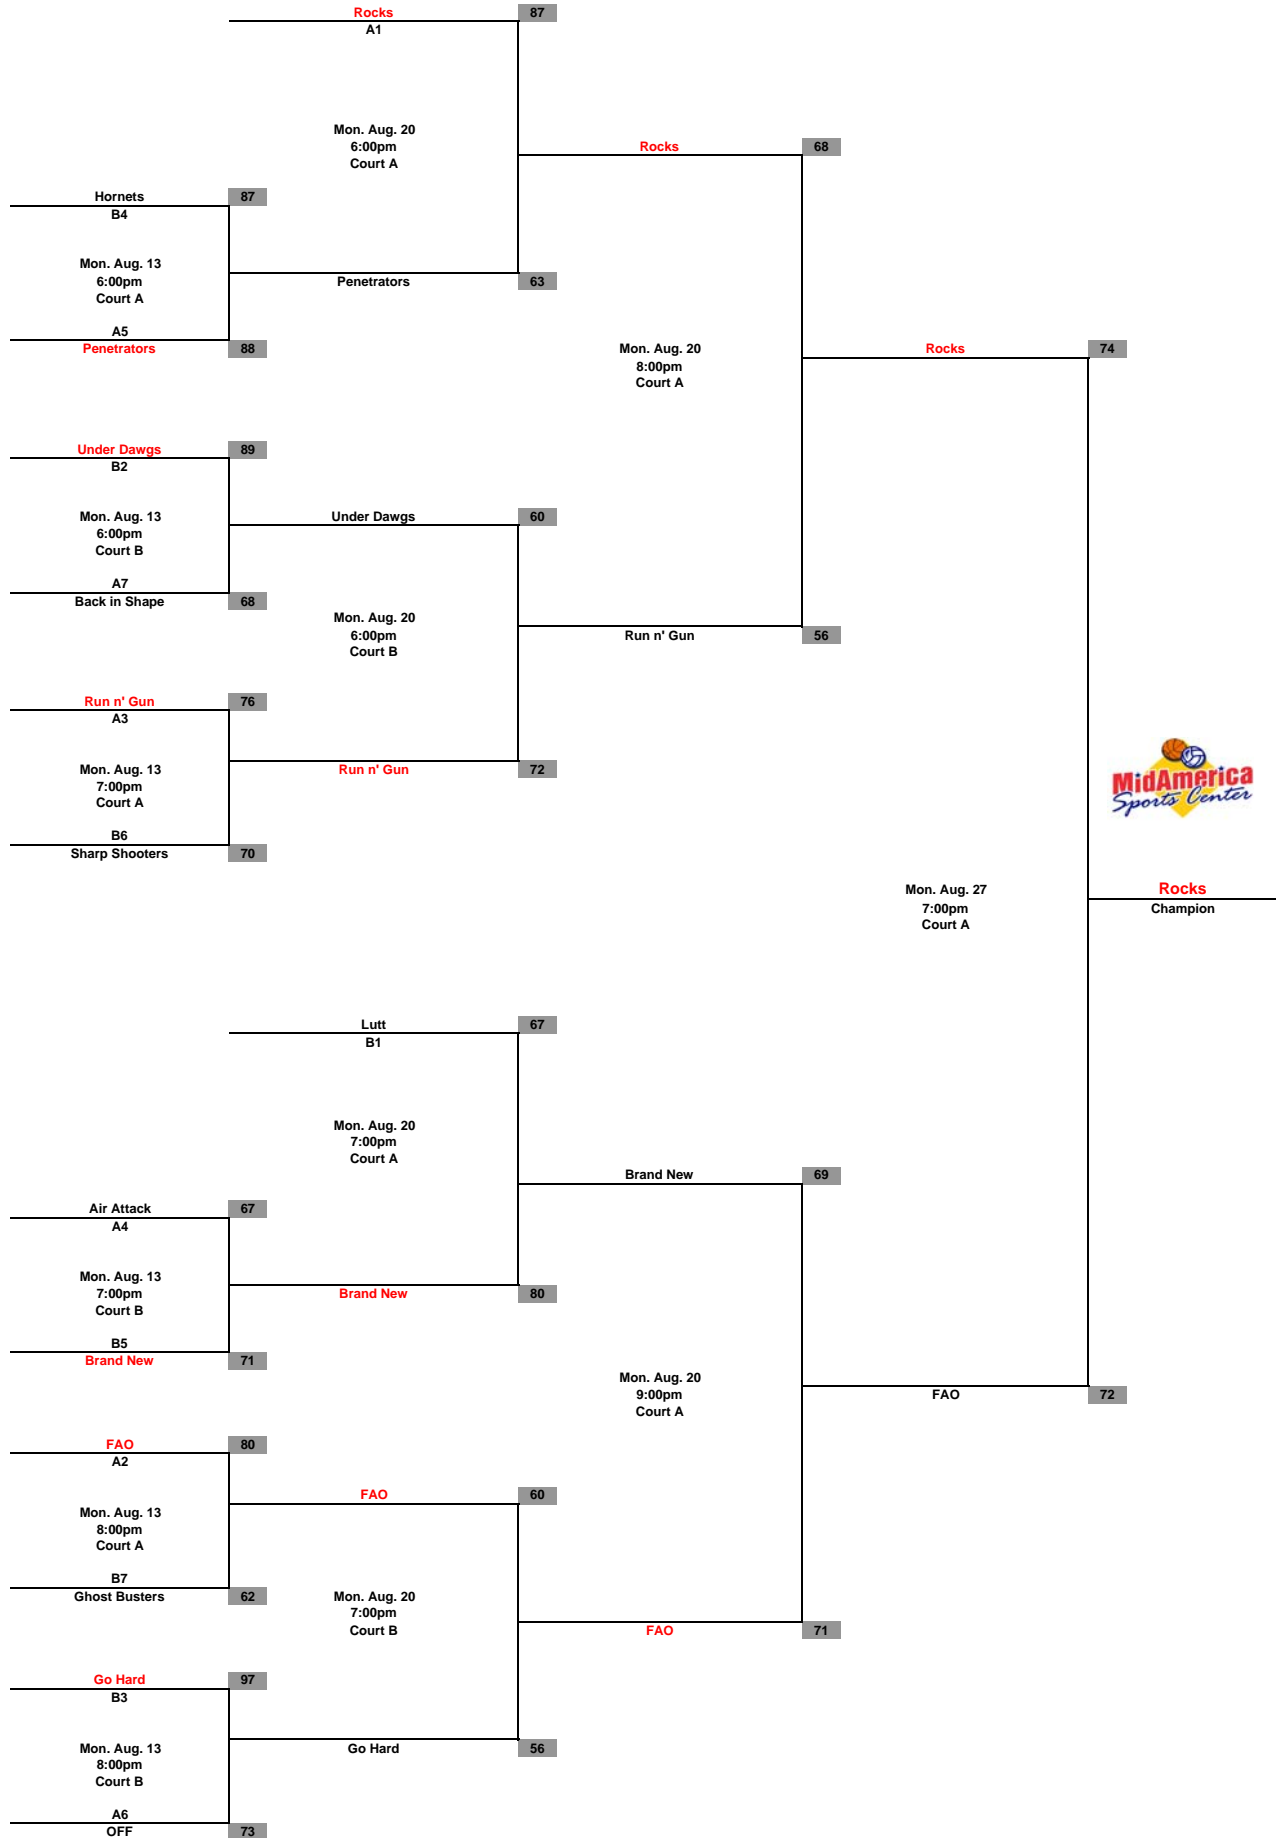 Rocks 87
A1
Mon. Aug. 20
6:00pm
Court A
Rocks 68
Hornets 87
B4
Mon. Aug. 13
6:00pm
Court A
Penetrators 63
A5
Penetrators 88
Mon. Aug. 20
8:00pm
Court A
Rocks 74
Under Dawgs 89
B2
Mon. Aug. 13
6:00pm
Court B
Under Dawgs 60
A7
Back in Shape 68
Mon. Aug. 20
6:00pm
Court B
Run n' Gun 56
Run n' Gun 76
A3
Mon. Aug. 13
7:00pm
Court A
Run n' Gun 72
B6
Sharp Shooters 70
MidAmerica
Sports Center
Mon. Aug. 27
7:00pm
Court A
Rocks
Champion
Lutt 67
B1
Mon. Aug. 20
7:00pm
Court A
Brand New 69
Air Attack 67
A4
Mon. Aug. 13
7:00pm
Court B
Brand New 80
B5
Brand New 71
Mon. Aug. 20
9:00pm
Court A
FAO 72
FAO 80
A2
Mon. Aug. 13
8:00pm
Court A
FAO 60
B7
Ghost Busters 62
Mon. Aug. 20
7:00pm
Court B
FAO 71
Go Hard 97
B3
Mon. Aug. 13
8:00pm
Court B
Go Hard 56
A6
OFF 73